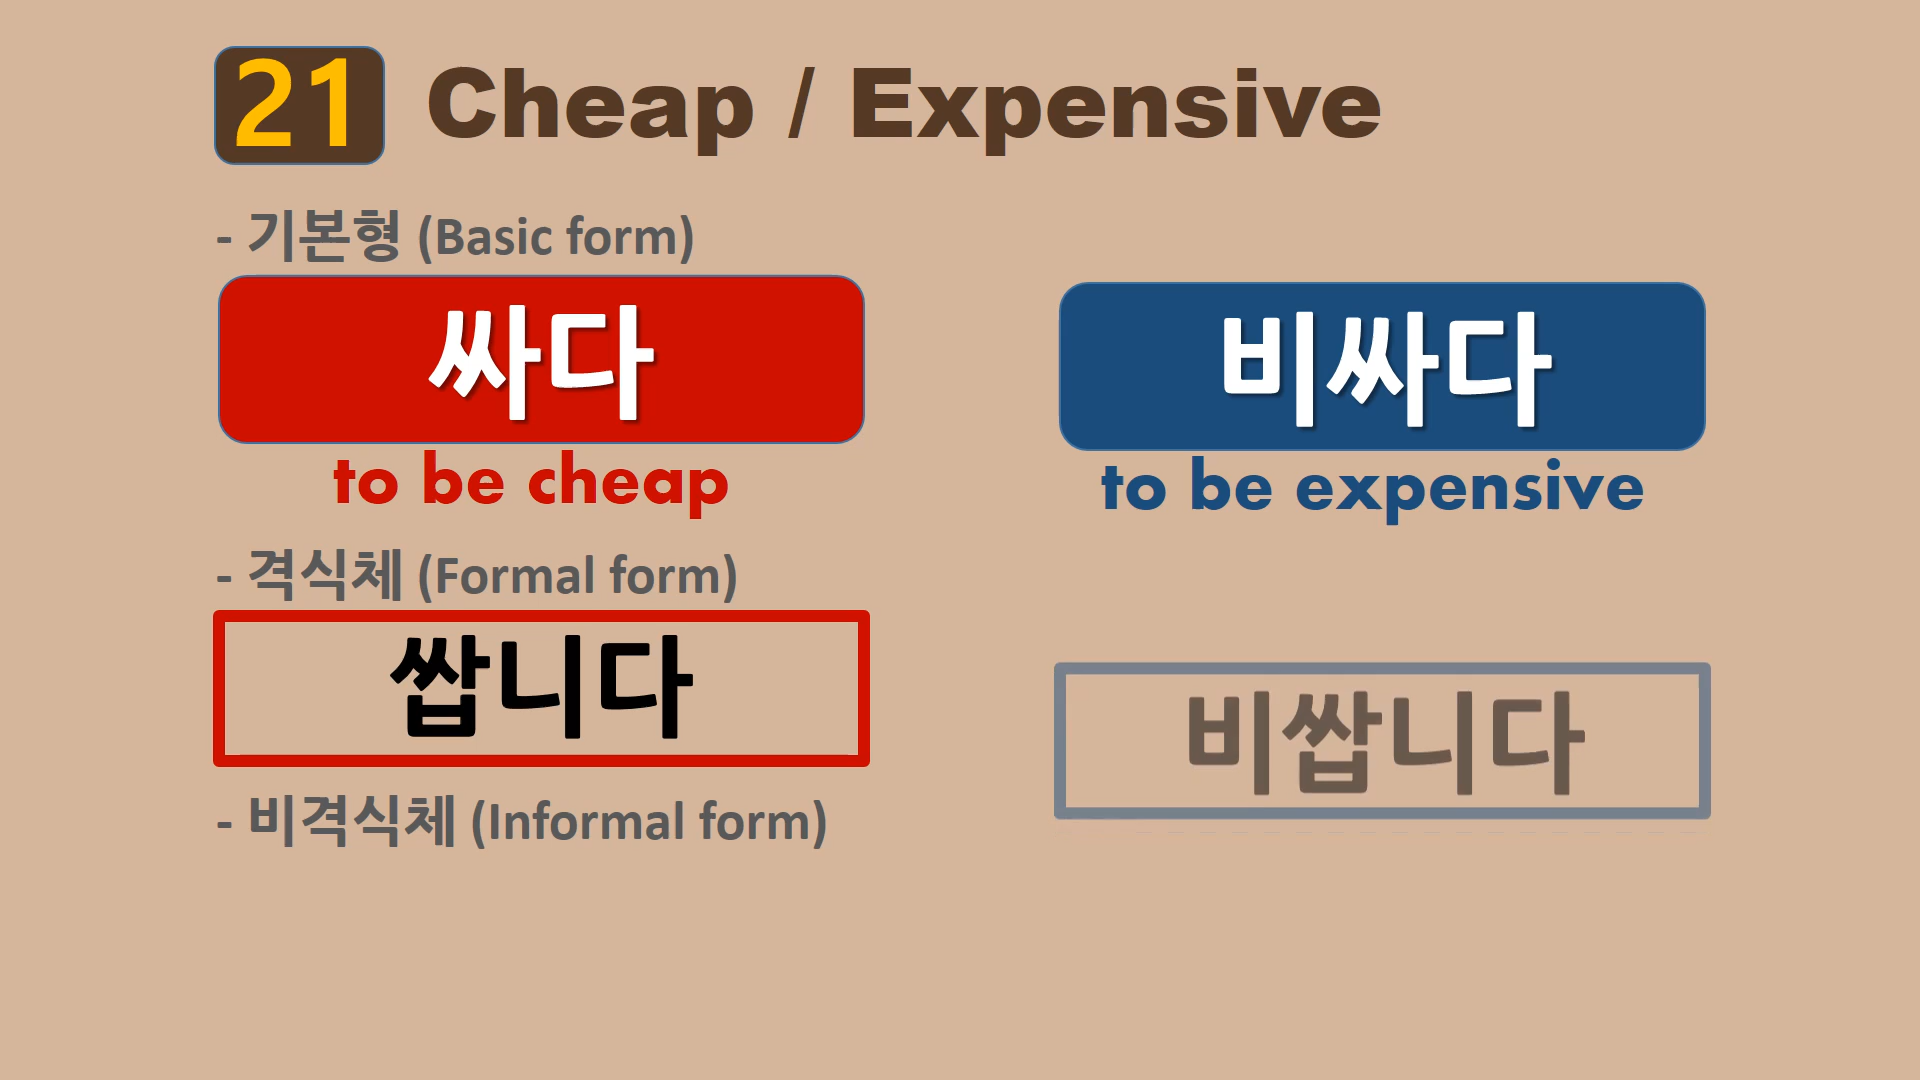 21 Cheap / Expensive
- 기본형 (Basic form)
싸다
비싸다
to be cheap
to be expensive
- 격식체 (Formal form)
쌉니다
비쌉니다
- 비격식체 (Informal form)